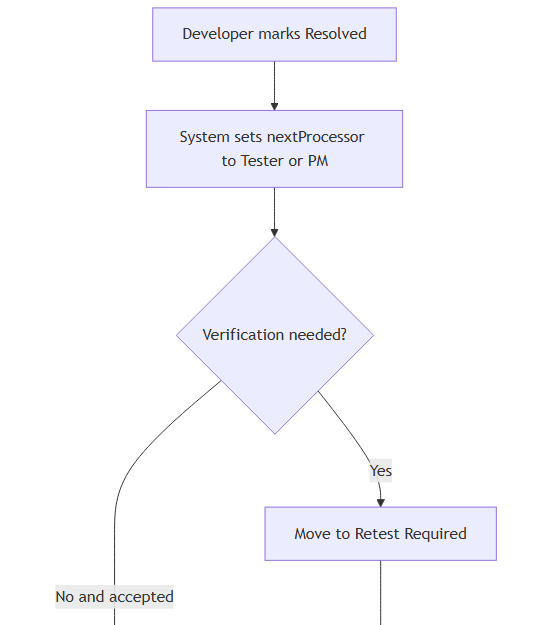 Developer marks Resolved
System sets nextProcessor
to Tester or PM
Verification needed?
Yes
Move to Retest Required
No and accepted